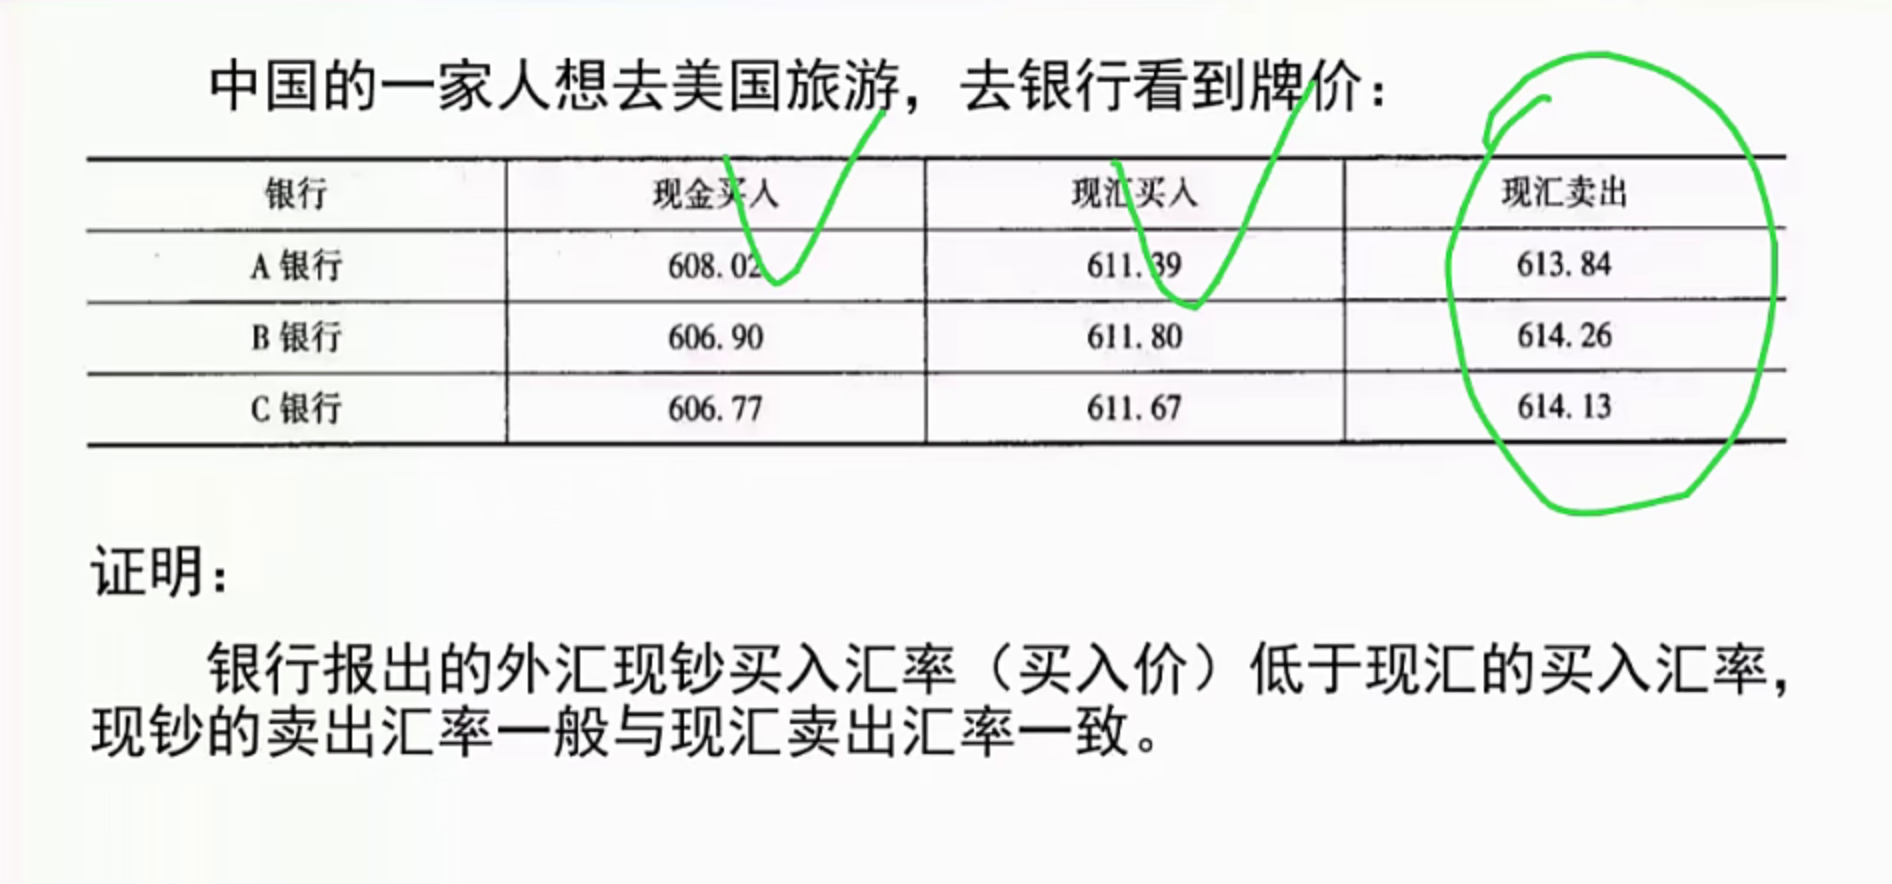 中国的一家人想去美国旅游，去银行看到牌价：
银行 现金买入 现汇买入 现汇卖出
A 银行 608.02 611.39 613.84
B 银行 606.90 611.80 614.26
C 银行 606.77 611.67 614.13
证明：
银行报出的外汇现钞买入汇率（买入价）低于现汇的买入汇率，
现钞的卖出汇率一般与现汇卖出汇率一致。